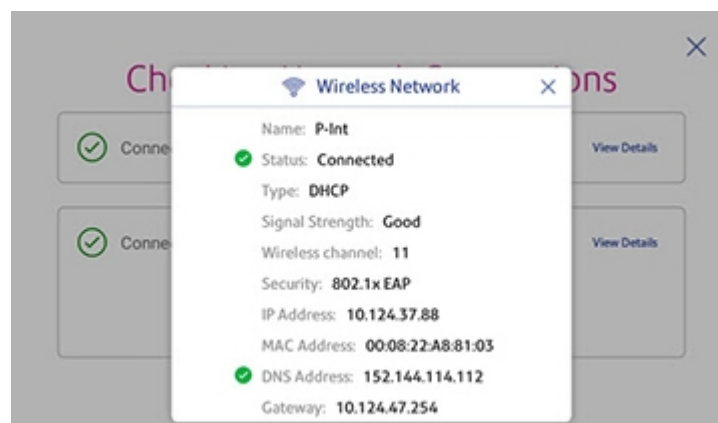 Ch
ons
Wireless Network
Name: P-Int
Conne
Status: Connected
View Details
Type: DHCP
Signal Strength: Good
Conne
Wireless channel: 11
View Details
Security: 802.1x EAP
IP Address: 10.124.37.88
MAC Address: 00:08:22:A8:81:03
DNS Address: 152.144.114.112
Gateway: 10.124.47.254